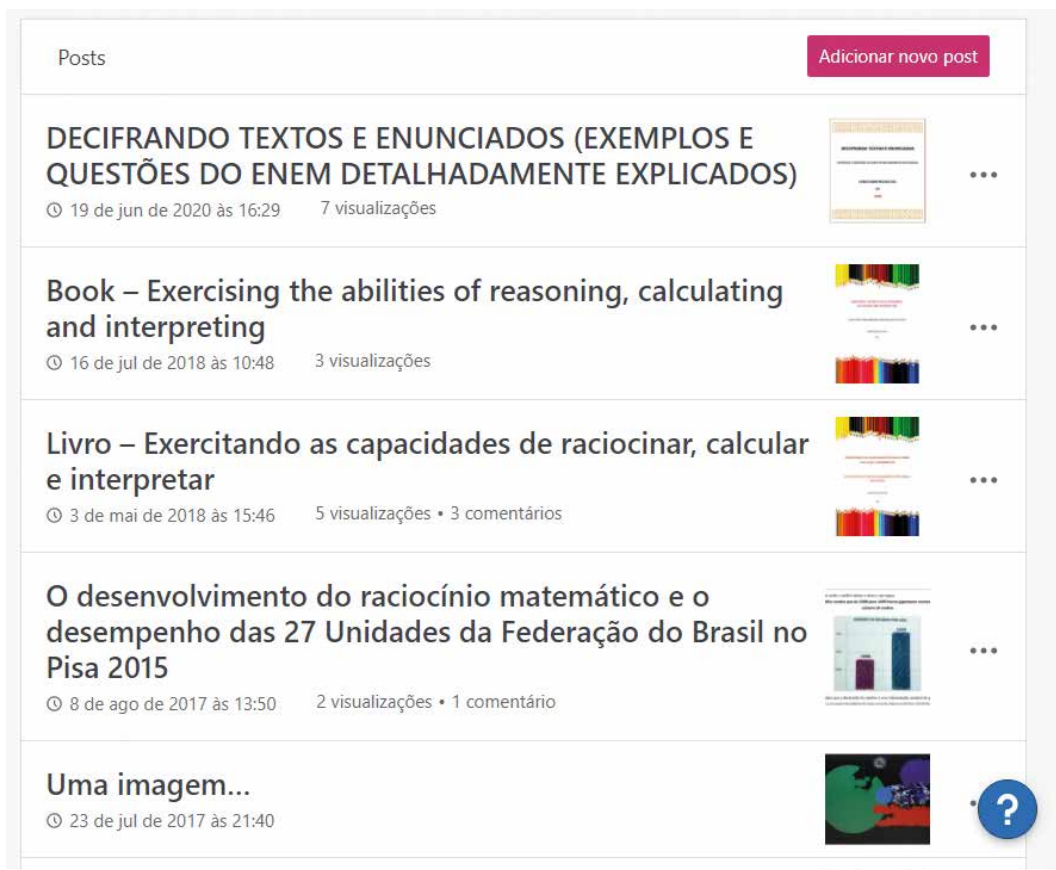 Posts
Adicionar novo post
DECIFRANDO TEXTOS E ENUNCIADOS (EXEMPLOS E
QUESTÕES DO ENEM DETALHADAMENTE EXPLICADOS)
19 de jun de 2020 às 16:29 7 visualizações
Book – Exercising the abilities of reasoning, calculating
and interpreting
16 de jul de 2018 às 10:48 3 visualizações
Livro – Exercitando as capacidades de raciocinar, calcular
e interpretar
3 de mai de 2018 às 15:46 5 visualizações • 3 comentários
O desenvolvimento do raciocínio matemático e o
desempenho das 27 Unidades da Federação do Brasil no
Pisa 2015
8 de ago de 2017 às 13:50 2 visualizações • 1 comentário
Uma imagem...
23 de jul de 2017 às 21:40
?